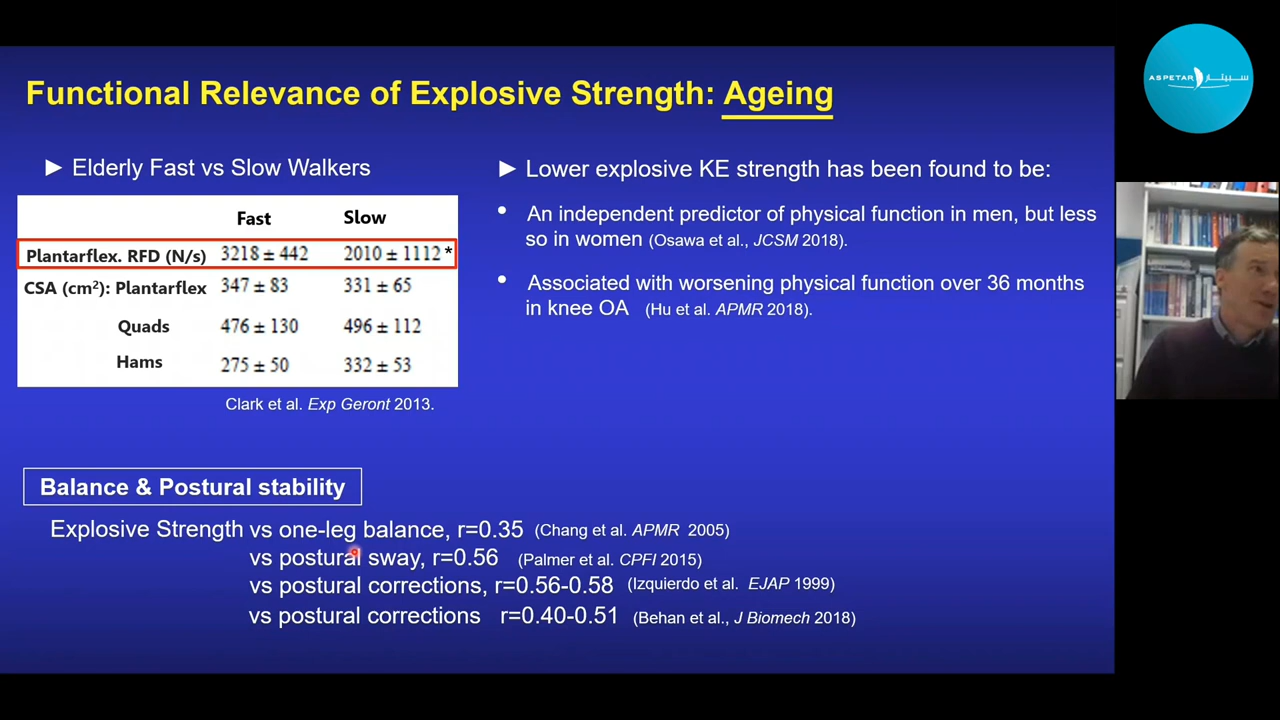 Functional Relevance of Explosive Strength: Ageing
► Elderly Fast vs Slow Walkers
Fast Slow
Plantarflex. RFD (N/s) 3218 ± 442 2010 ± 1112 *
CSA (cm²): Plantarflex 347 ± 83 331 ± 65
Quads 476 ± 130 496 ± 112
Hams 275 ± 50 332 ± 53
Clark et al. Exp Geront 2013.
► Lower explosive KE strength has been found to be:
• An independent predictor of physical function in men, but less
so in women (Osawa et al., JCSM 2018).
• Associated with worsening physical function over 36 months
in knee OA (Hu et al. APMR 2018).
Balance & Postural stability
Explosive Strength vs one-leg balance, r=0.35 (Chang et al. APMR 2005)
vs postural sway, r=0.56 (Palmer et al. CPFI 2015)
vs postural corrections, r=0.56-0.58 (Izquierdo et al. EJAP 1999)
vs postural corrections r=0.40-0.51 (Behan et al., J Biomech 2018)
ASPETAR سبيتار